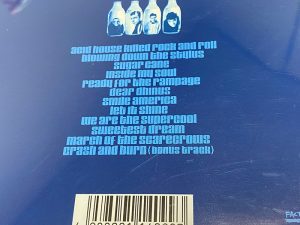 acid house killed rock and roll
blowing down the stylus
sugar cane
inside my soul
ready for the rampage
dear dhinus
smile america
let it shine
we are the supercool
sweetest dream
march of the scarecrows
crash and burn (bonus track)